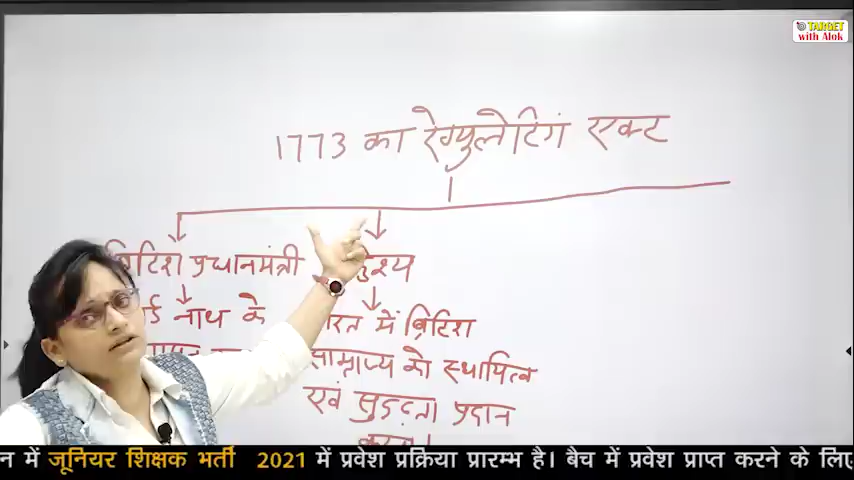 TARGET
with Alok
1773 का रेग्युलेटिगं एक्ट
ब्रिटिश प्रधानमंत्री
नाथ के
भारत में ब्रिटिश
साम्राज्य को स्थायित्व
एवं सुदृढ़ता प्रदान
जूनियर शिक्षक भर्ती 2021 में प्रवेश प्रक्रिया प्रारम्भ है। बैच में प्रवेश प्राप्त करने के